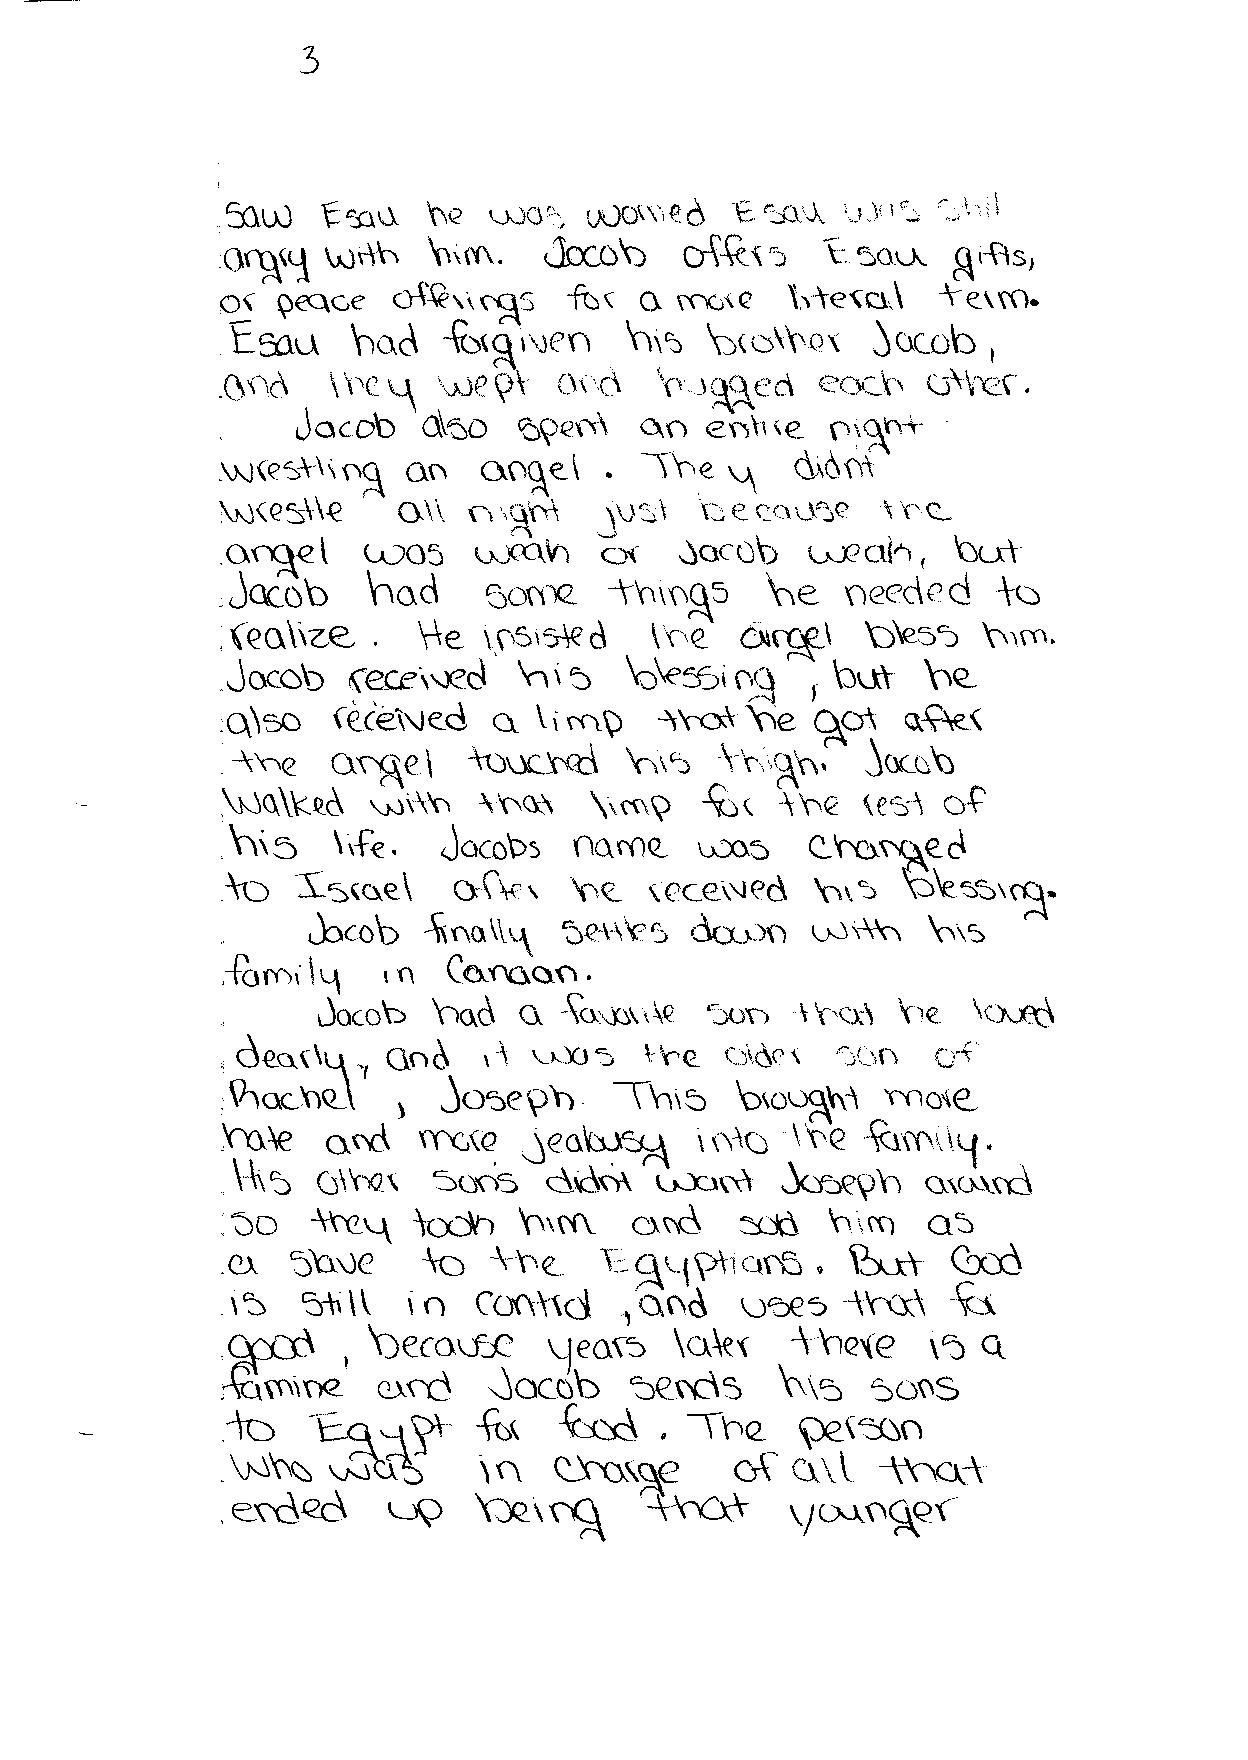 3
saw Esau he was worried Esau was still
angry with him. Jacob offers Esau gifts,
or peace offerings for a more literal term.
Esau had forgiven his brother Jacob,
and they wept and hugged each other.
Jacob also spent an entire night
wrestling an angel. They didnt
wrestle all night just because the
angel was weak or Jacob weak, but
Jacob had some things he needed to
realize. He insisted the angel bless him.
Jacob received his blessing, but he
also received a limp that he got after
the angel touched his thigh. Jacob
walked with that limp for the rest of
his life. Jacobs name was changed
to Israel after he received his blessing.
Jacob finally settles down with his
family in Canaan.
Jacob had a favorite son that he loved
dearly, and it was the older son of
Rachel, Joseph. This brought more
hate and more jealousy into the family.
His other sons didn't want Joseph around
so they took him and sold him as
a slave to the Egyptians. But God
is still in control, and uses that for
good, because years later there is a
famine and Jacob sends his sons
to Egypt for food. The person
who was in charge of all that
ended up being that younger